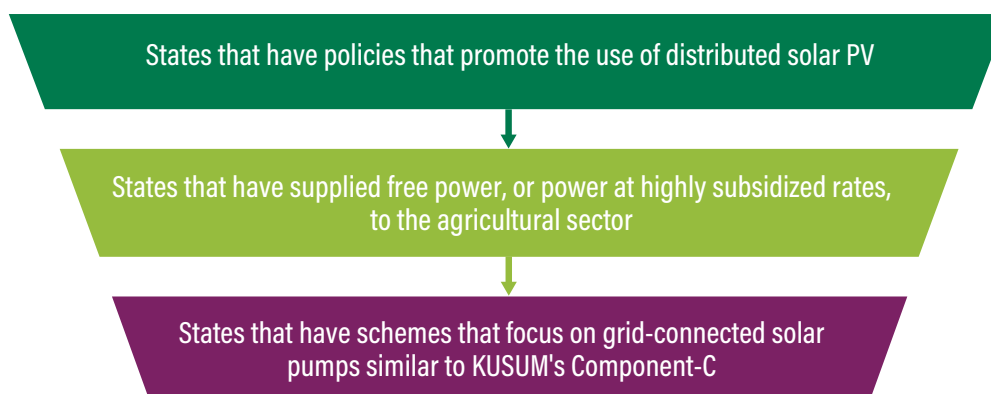 States that have policies that promote the use of distributed solar PV
States that have supplied free power, or power at highly subsidized rates,
to the agricultural sector
States that have schemes that focus on grid-connected solar
pumps similar to KUSUM's Component-C